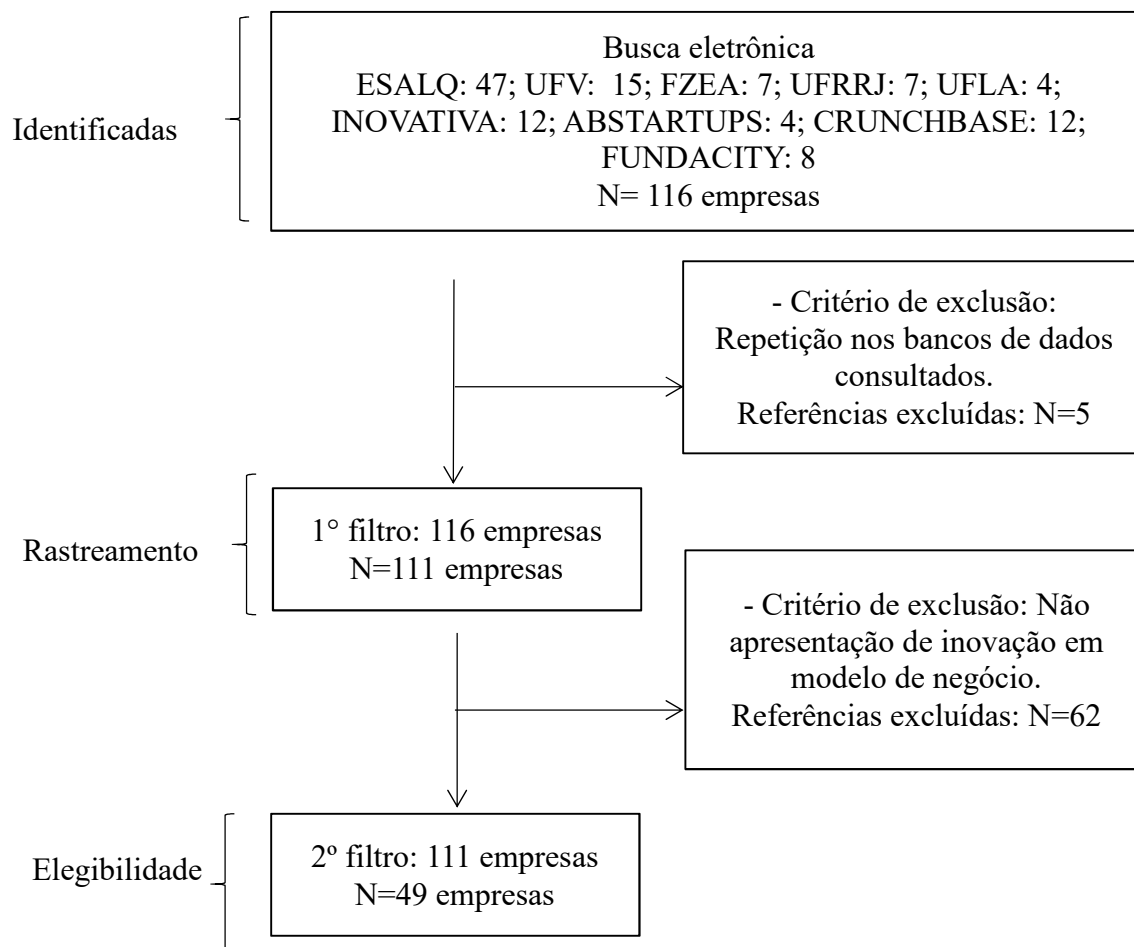 Busca eletrônica
ESALQ: 47; UFV: 15; FZEA: 7; UFRRJ: 7; UFLA: 4;
INOVATIVA: 12; ABSTARTUPS: 4; CRUNCHBASE: 12;
FUNDACITY: 8
N= 116 empresas
Identificadas
- Critério de exclusão:
Repetição nos bancos de dados
consultados.
Referências excluídas: N=5
Rastreamento
1° filtro: 116 empresas
N=111 empresas
- Critério de exclusão: Não
apresentação de inovação em
modelo de negócio.
Referências excluídas: N=62
Elegibilidade
2º filtro: 111 empresas
N=49 empresas